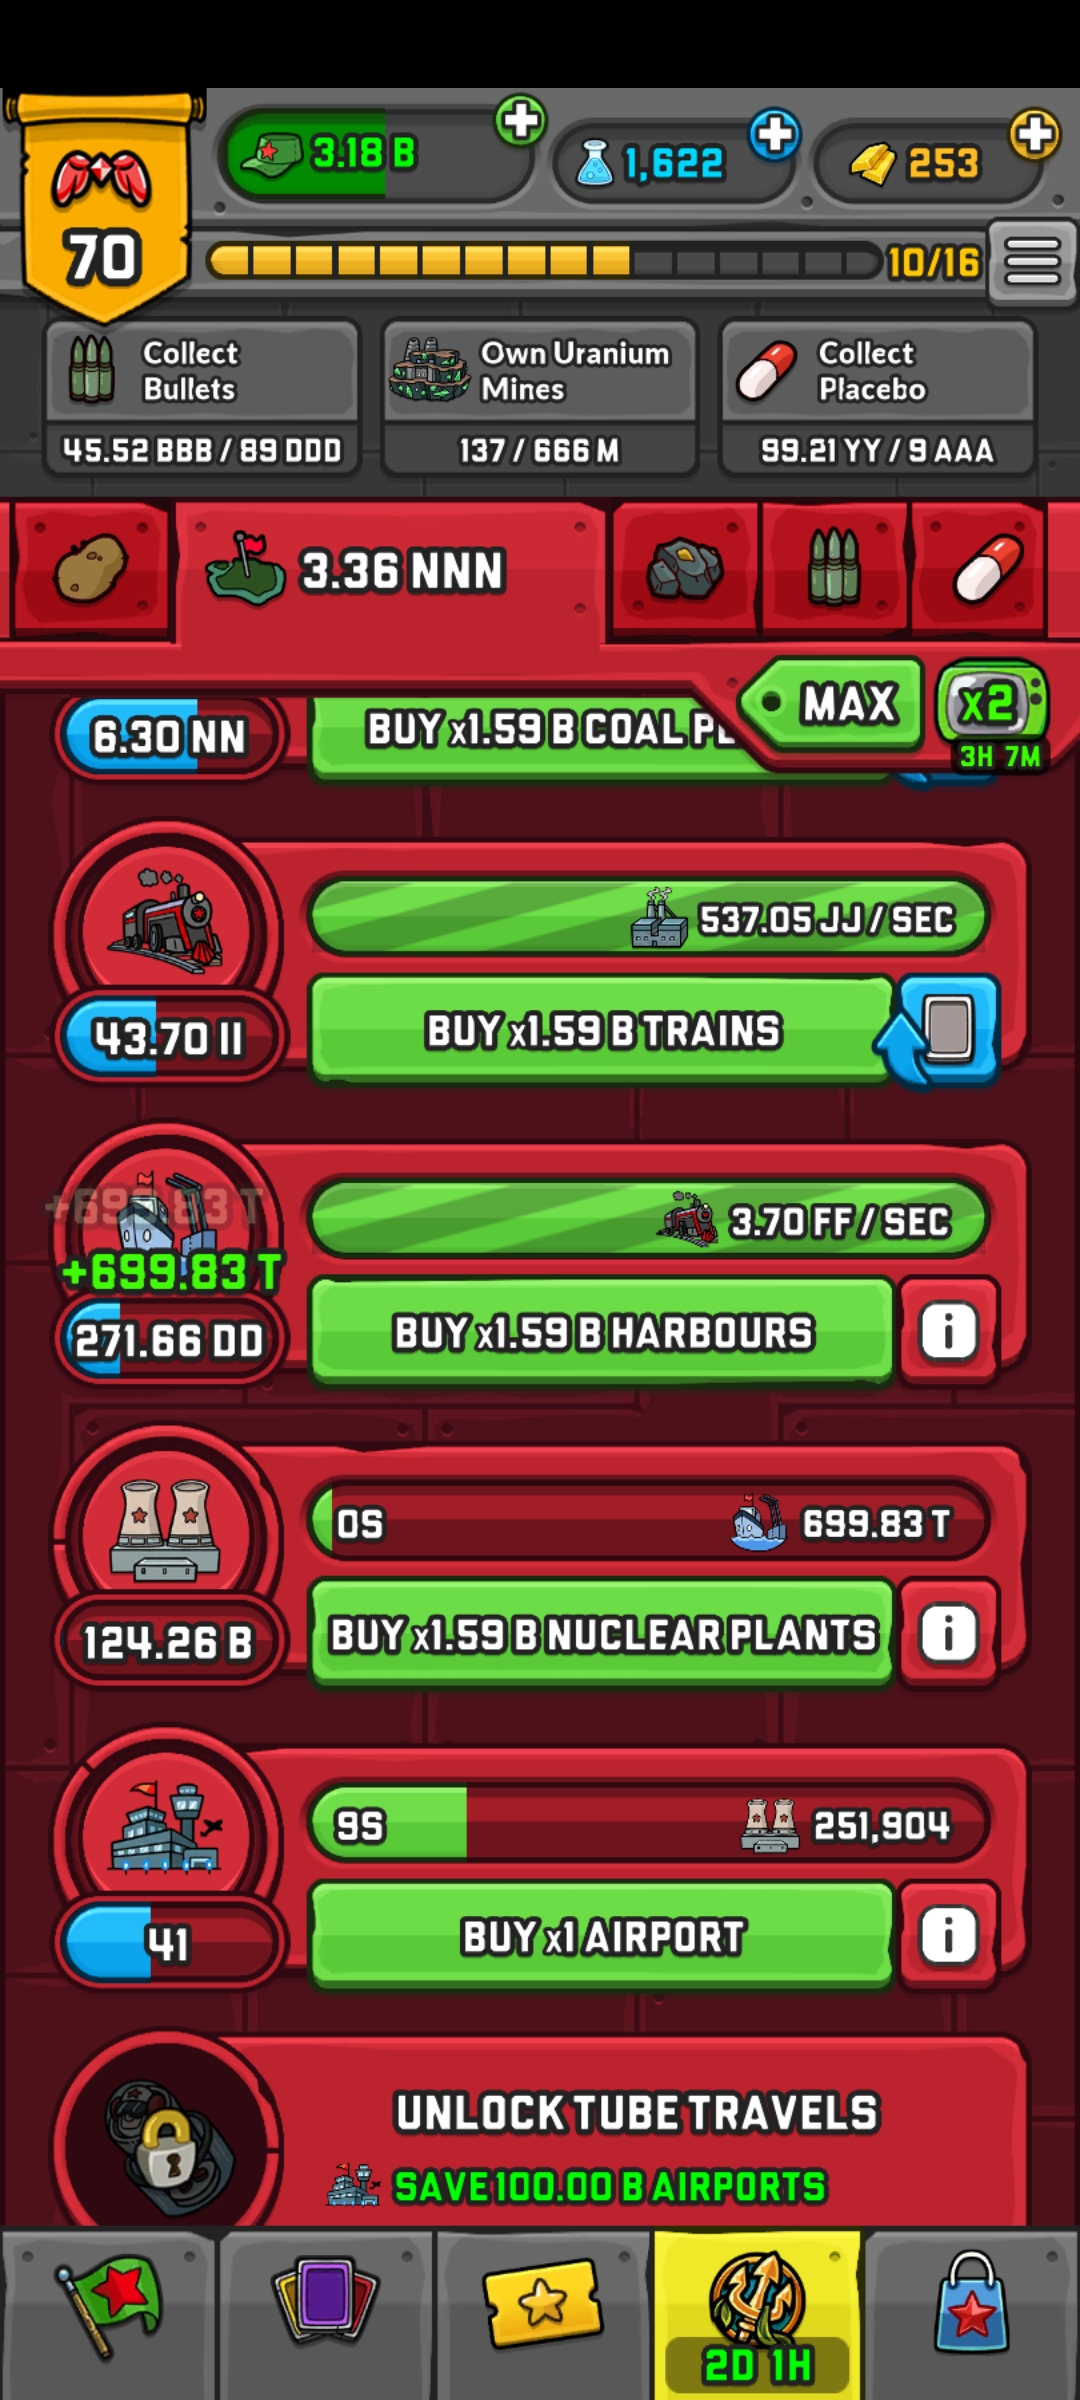 70
3.18 B
1,622
253
10/16
Collect
Bullets
45.52 BBB / 89 DDD
Own Uranium
Mines
137 / 666 M
Collect
Placebo
99.21 YY / 9 AAA
3.36 NNN
MAX
x2
3H 7M
6.30 NN
BUY x1.59 B COAL
537.05 JJ / SEC
43.70 II
BUY x1.59 B TRAINS
+699.83 T
+699.83 T
3.70 FF / SEC
271.66 DD
BUY x1.59 B HARBOURS
i
0S
699.83 T
124.26 B
BUY x1.59 B NUCLEAR PLANTS
i
9S
251,904
41
BUY x1 AIRPORT
i
UNLOCK TUBE TRAVELS
SAVE 100.00 B AIRPORTS
2D 1H